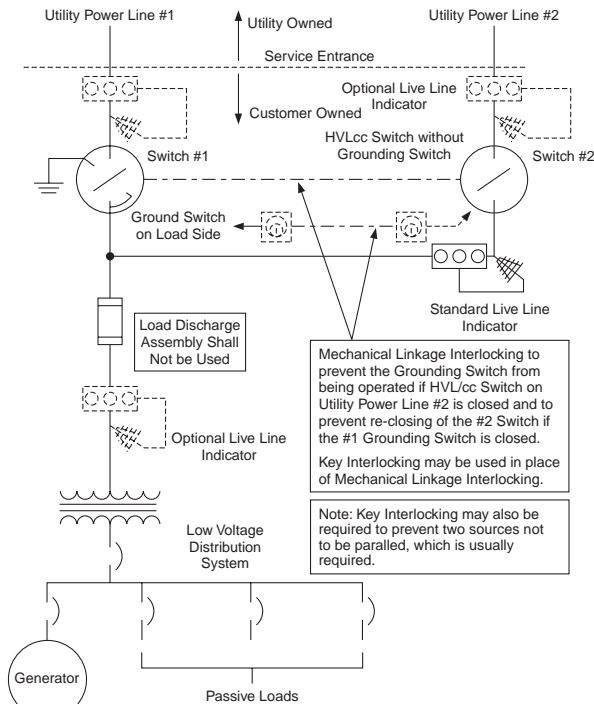 Utility Power Line #1
Utility Power Line #2
Utility Owned
Service Entrance
Customer Owned
Optional Live Line
Indicator
HVLcc Switch without
Grounding Switch
Switch #1
Switch #2
Ground Switch
on Load Side
Standard Live Line
Indicator
Load Discharge
Assembly Shall
Not be Used
Mechanical Linkage Interlocking to
prevent the Grounding Switch from
being operated if HVL/cc Switch on
Utility Power Line #2 is closed and to
prevent re-closing of the #2 Switch if
the #1 Grounding Switch is closed.
Key Interlocking may be used in place
of Mechanical Linkage Interlocking.
Optional Live Line
Indicator
Note: Key Interlocking may also be
required to prevent two sources not
to be paralled, which is usually
required.
Low Voltage
Distribution
System
Generator
Passive Loads